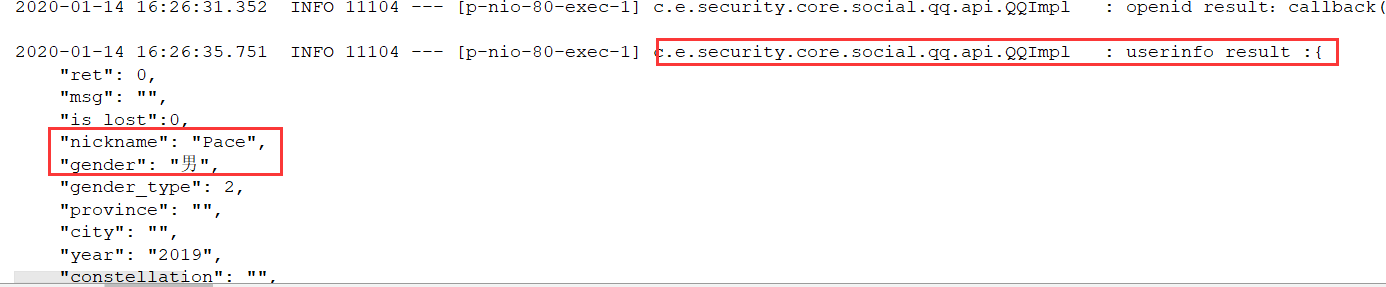 2020-01-14 16:26:31.352  INFO 11104 --- [p-nio-80-exec-1] c.e.security.core.social.qq.api.QQImpl   : openid result: callback(
2020-01-14 16:26:35.751  INFO 11104 --- [p-nio-80-exec-1] c.e.security.core.social.qq.api.QQImpl   : userinfo result :{
    "ret": 0,
    "msg": "",
    "is_lost":0,
    "nickname": "Pace",
    "gender": "男",
    "gender_type": 2,
    "province": "",
    "city": "",
    "year": "2019",
    "constellation": "",